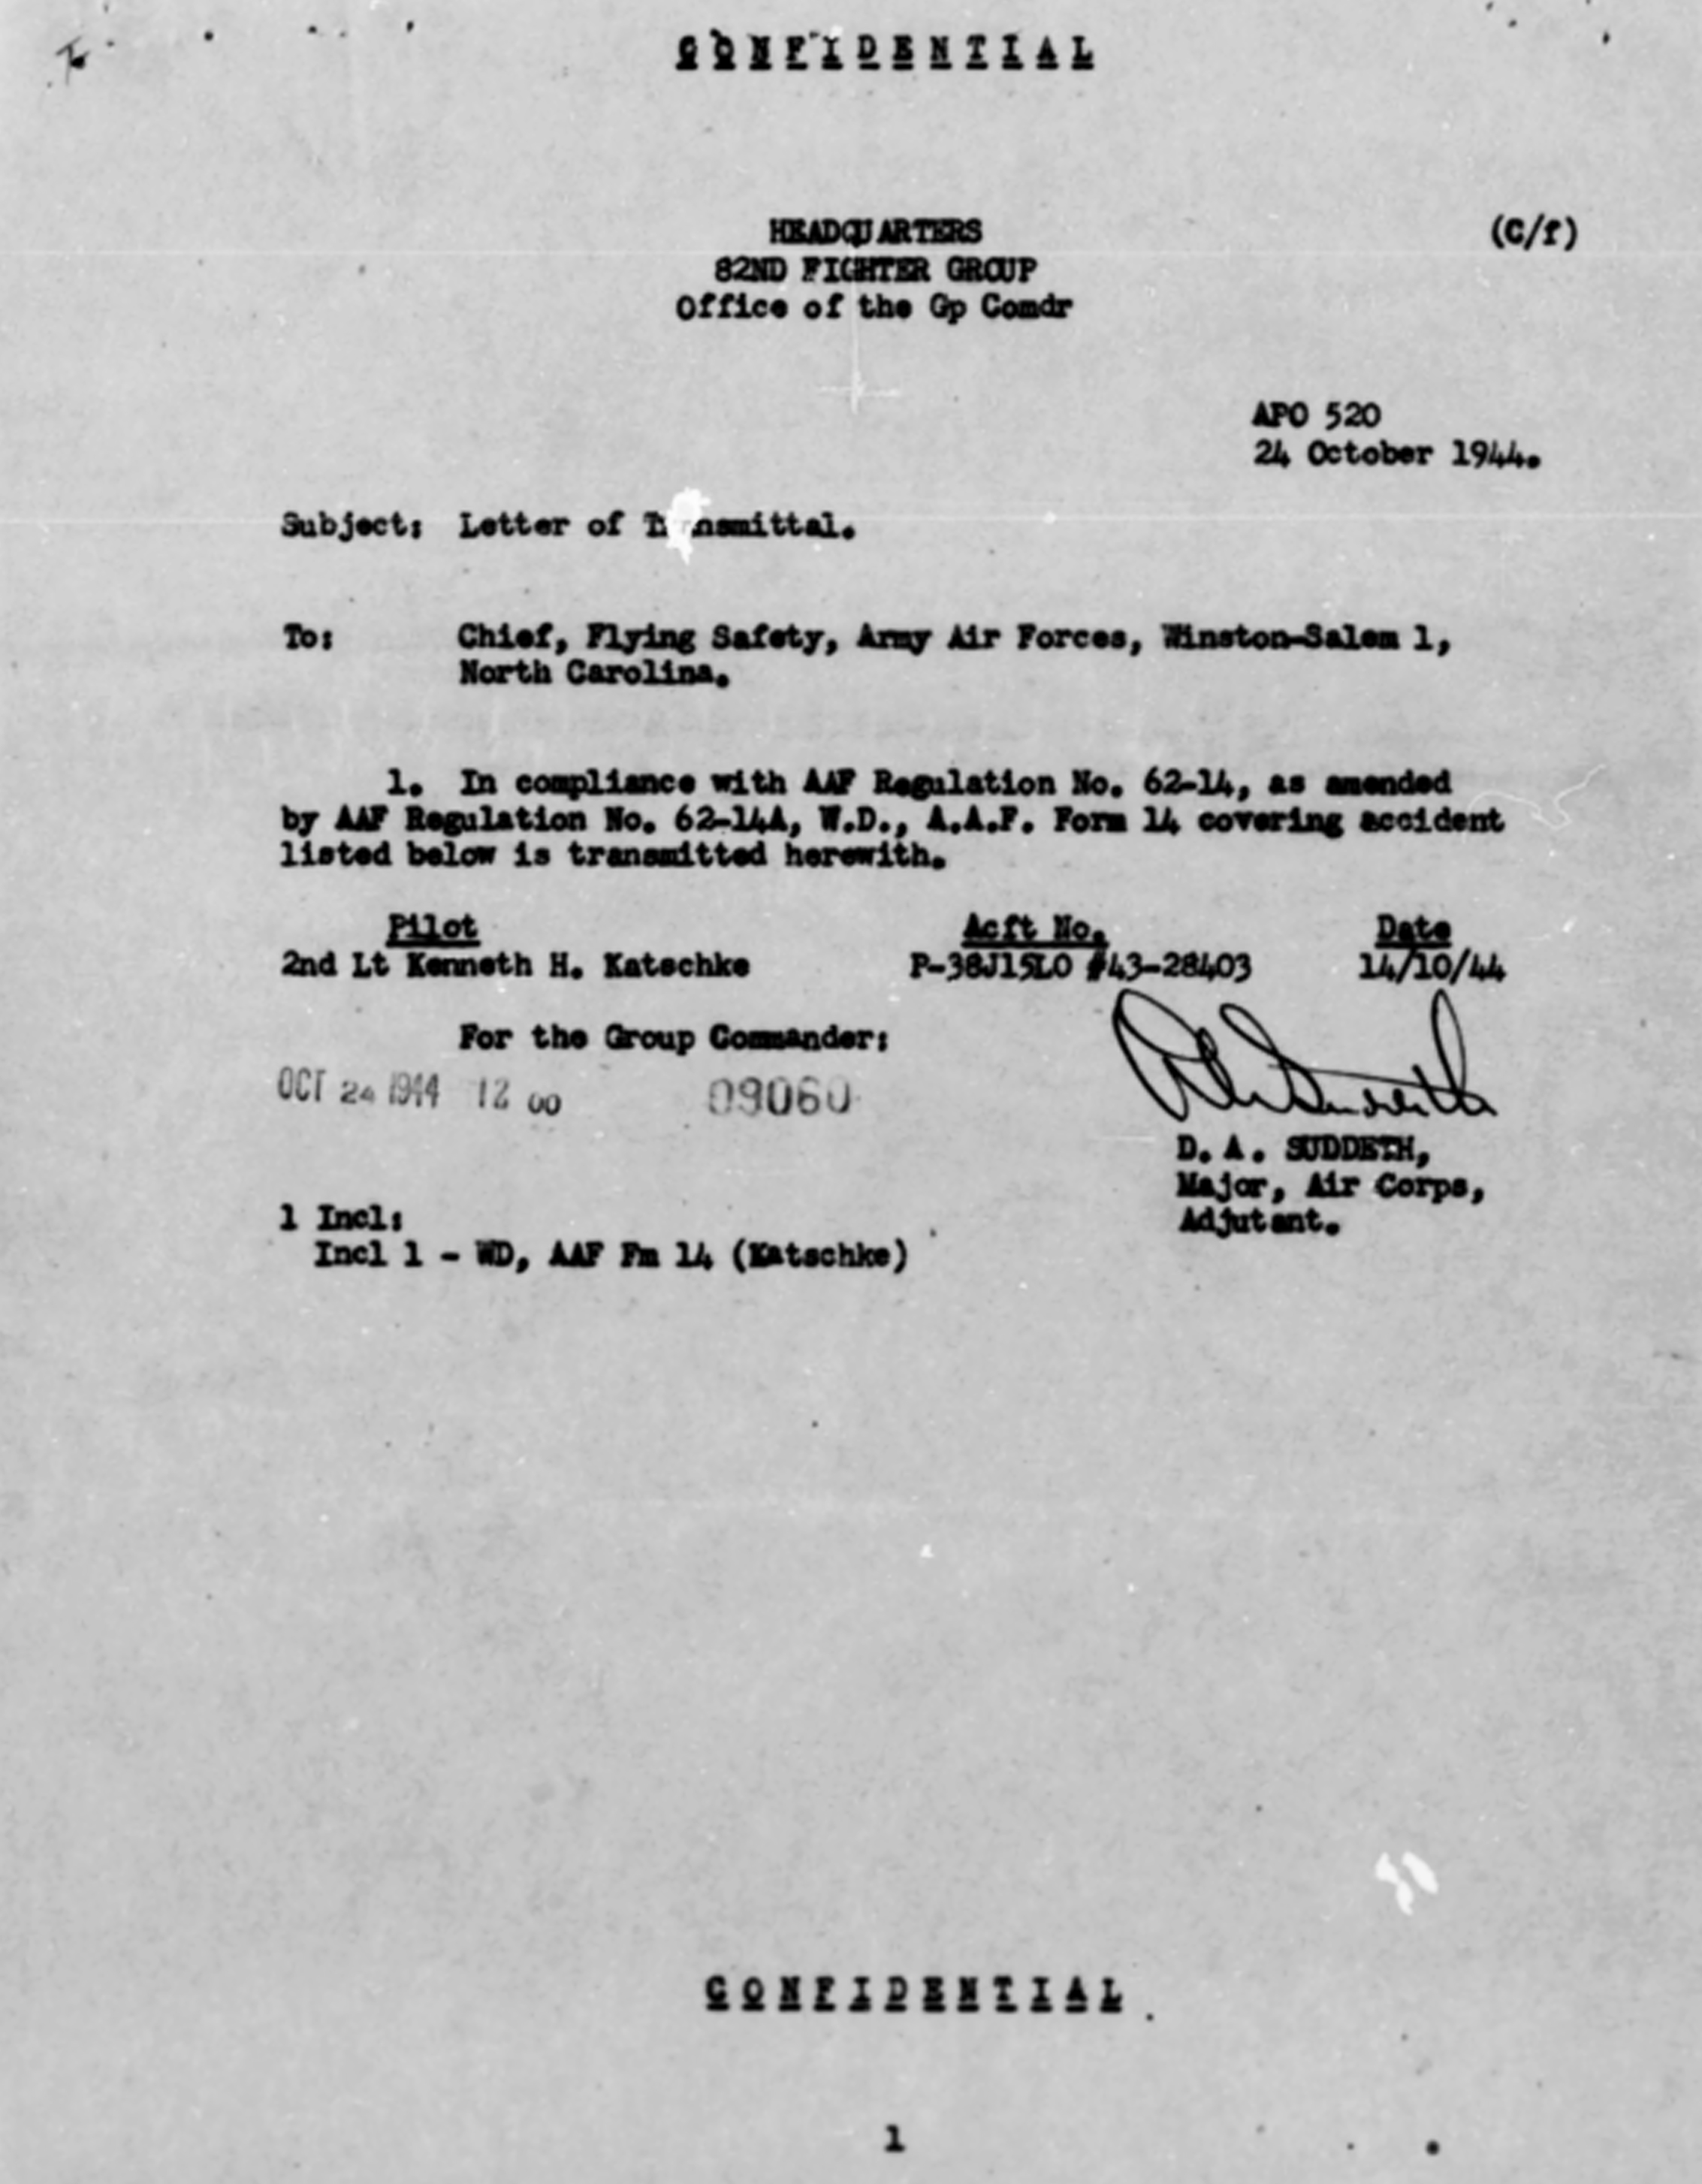 CONFIDENTIAL
HEADQUARTERS
(C/f)
82ND FIGHTER GROUP
Office of the Gp Comdr
APO 520
24 October 1944.
Subject: Letter of Transmittal.
To: Chief, Flying Safety, Army Air Forces, Winston-Salem 1,
North Carolina.
1. In compliance with AAF Regulation No. 62-14, as amended
by AAF Regulation No. 62-14A, W.D., A.A.F. Form 14 covering accident
listed below is transmitted herewith.
Pilot Acft No. Date
2nd Lt Kenneth H. Katschke P-38J15LO #43-28403 14/10/44
For the Group Commander:
OCT 24 1944 12 00 09060
D. A. SUDDETH,
Major, Air Corps,
Adjutant.
1 Incl:
Incl 1 - WD, AAF Fm 14 (Katschke)
CONFIDENTIAL
1